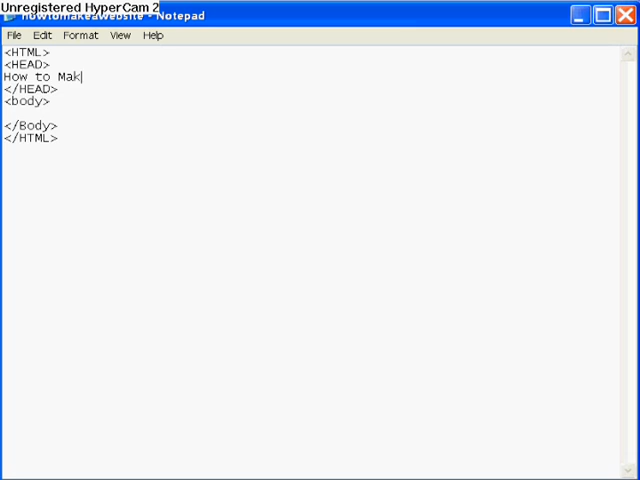 Unregistered HyperCam 2
howtomakeawebsite - Notepad
File Edit Format View Help
<HTML>
<HEAD>
How to Mak
</HEAD>
<body>
</Body>
</HTML>